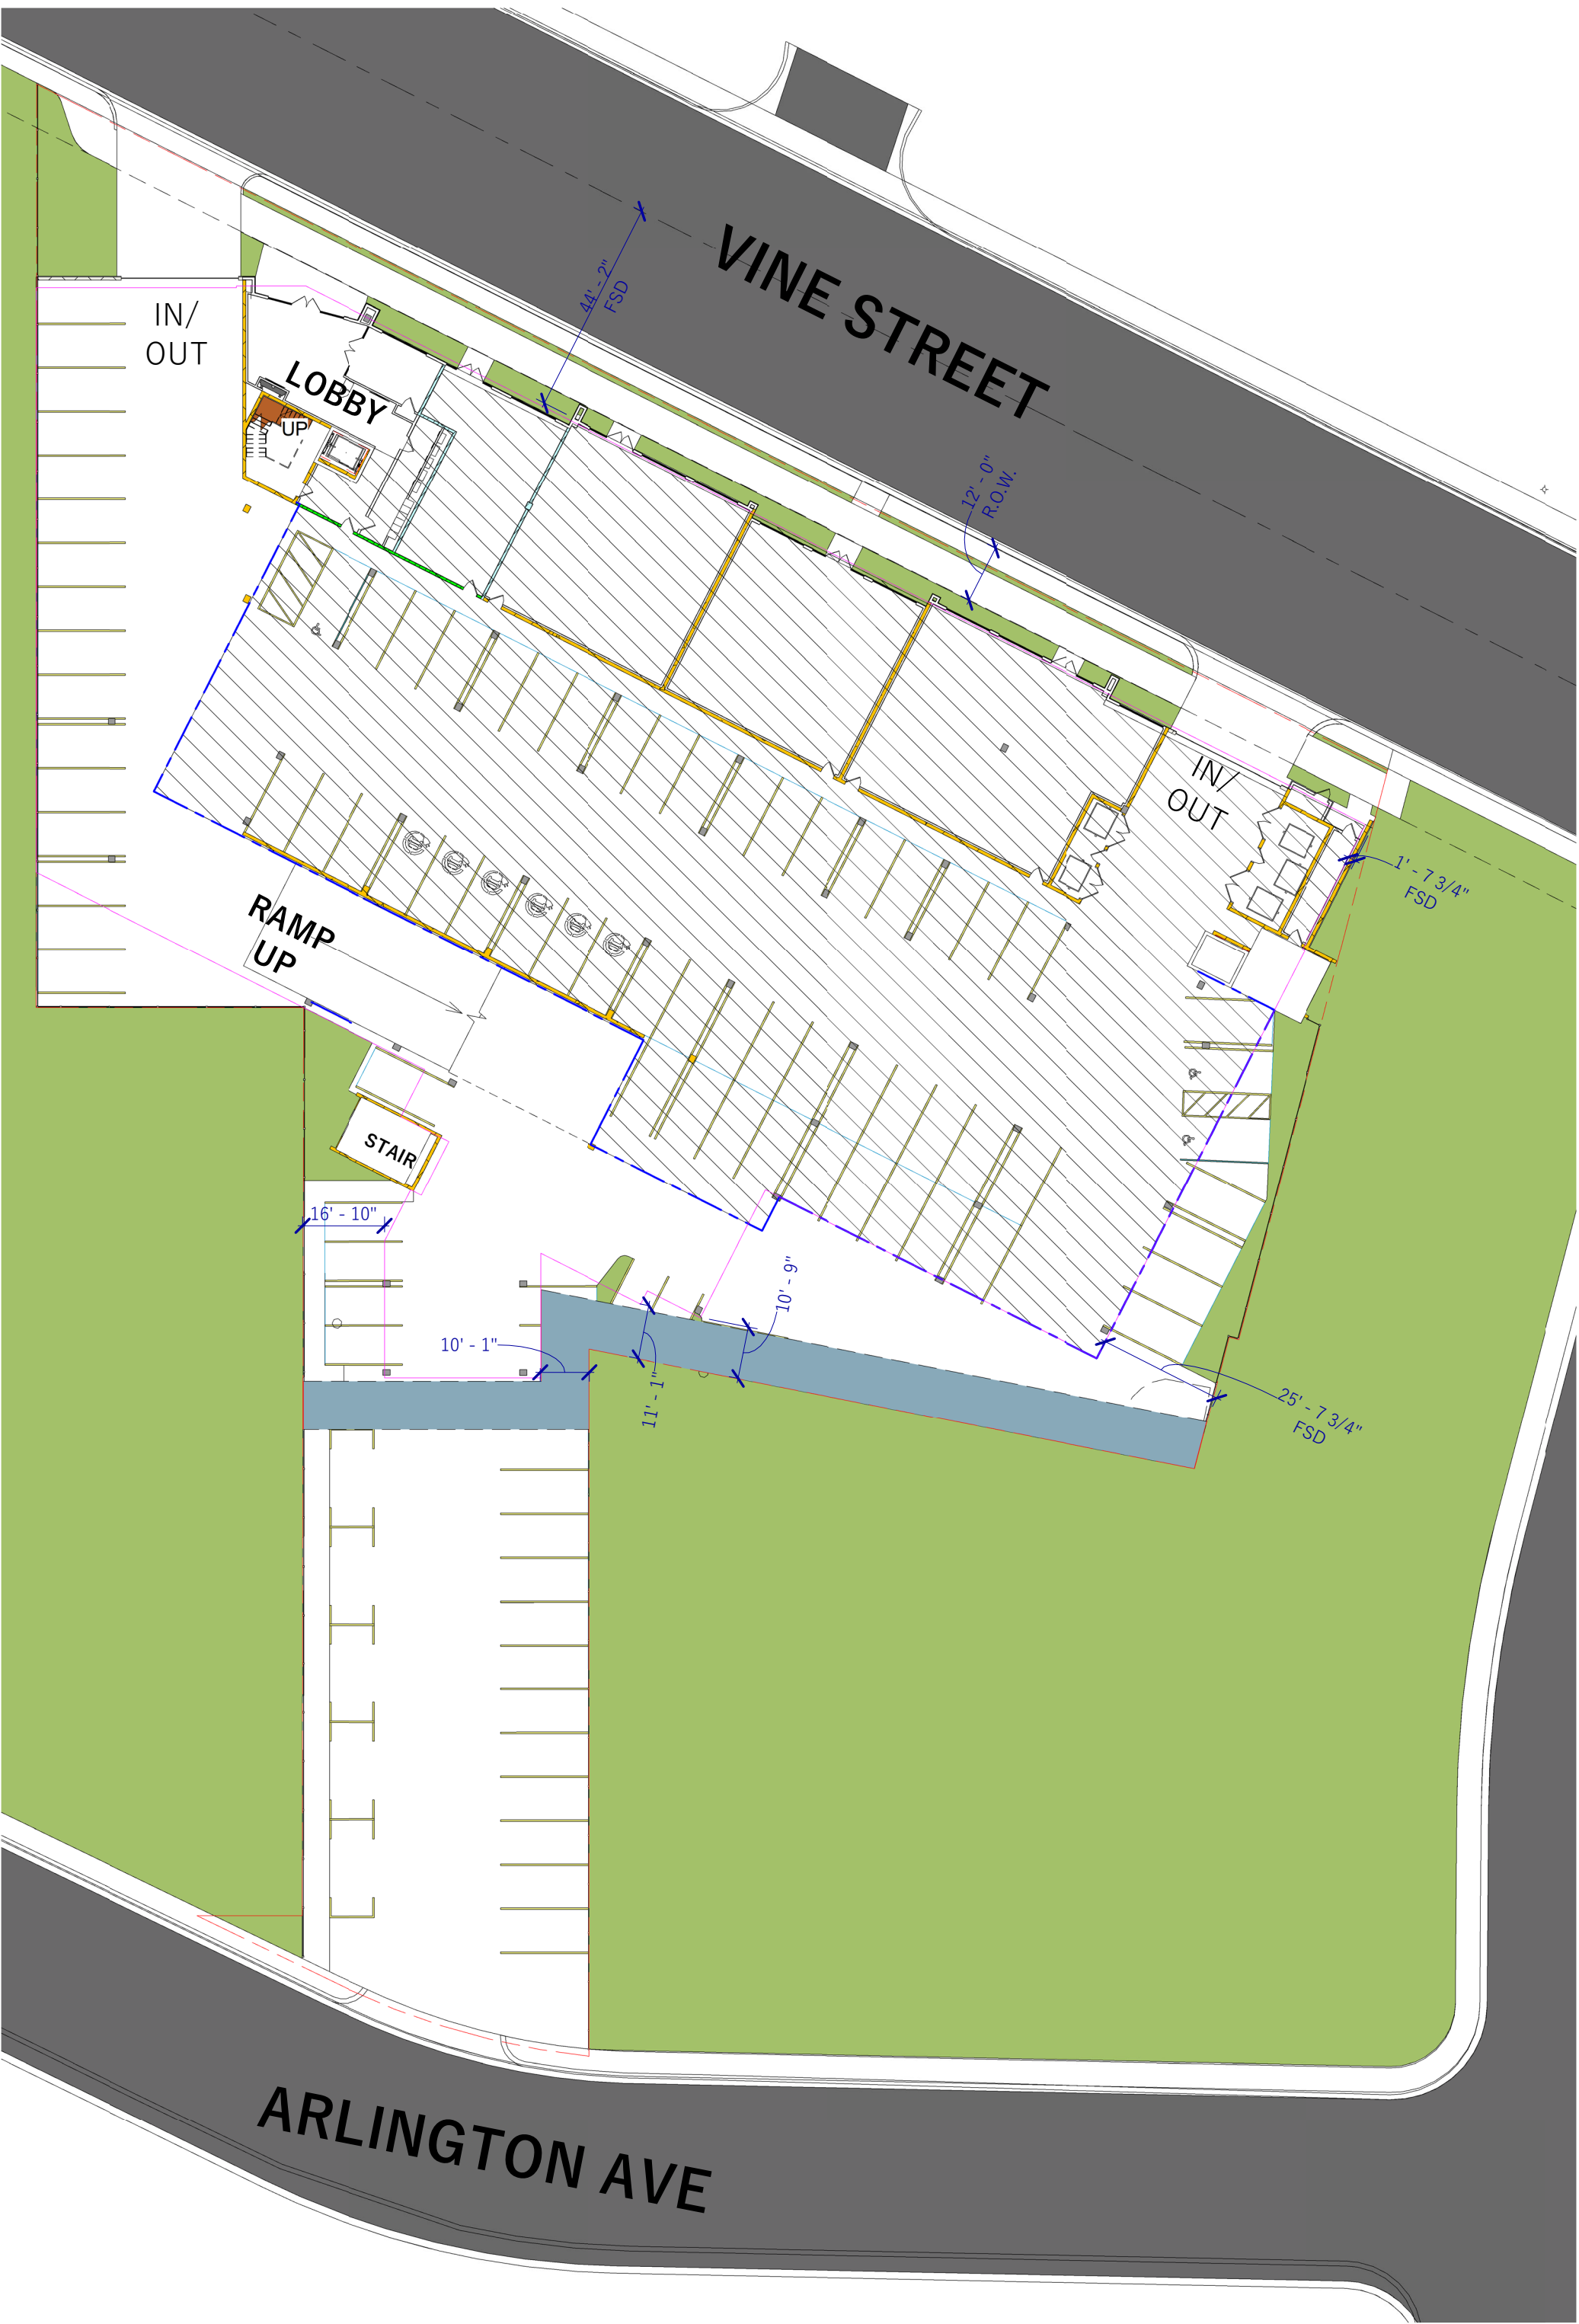 VINE STREET
44' - 2"
FSD
IN/
OUT
LOBBY
UP
12' - 0"
R.O.W.
IN/
OUT
1' - 7 3/4"
FSD
RAMP
UP
STAIR
16' - 10"
10' - 9"
10' - 1"
11' - 1"
25' - 7 3/4"
FSD
ARLINGTON AVE